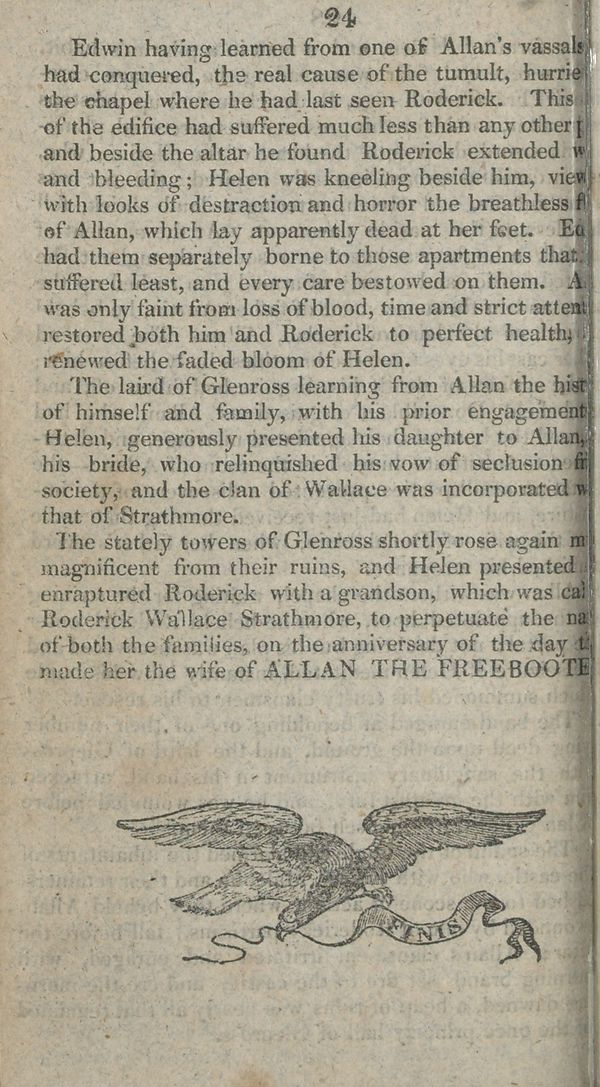 24
Edwin having learned from one of Allan's vassals
had conquered, the real cause of the tumult, hurrie
the chapel where he had last seen Roderick. This
of the edifice had suffered much less than any other
and beside the altar he found Roderick extended w
and bleeding; Helen was kneeling beside him, view
with looks of destraction and horror the breathless f
of Allan, which lay apparently dead at her feet. Ed
had them separately borne to those apartments that
suffered least, and every care bestowed on them. A
was only faint from loss of blood, time and strict attent
restored both him and Roderick to perfect health,
renewed the faded bloom of Helen.
The laird of Glenross learning from Allan the hist
of himself and family, with his prior engagement
Helen, generously presented his daughter to Allan,
his bride, who relinquished his vow of seclusion fr
society, and the clan of Wallace was incorporated w
that of Strathmore.
The stately towers of Glenross shortly rose again m
magnificent from their ruins, and Helen presented
enraptured Roderick with a grandson, which was cal
Roderick Wallace Strathmore, to perpetuate the na
of both the families, on the anniversary of the day t
made her the wife of ALLAN THE FREEBOOTE
FINIS